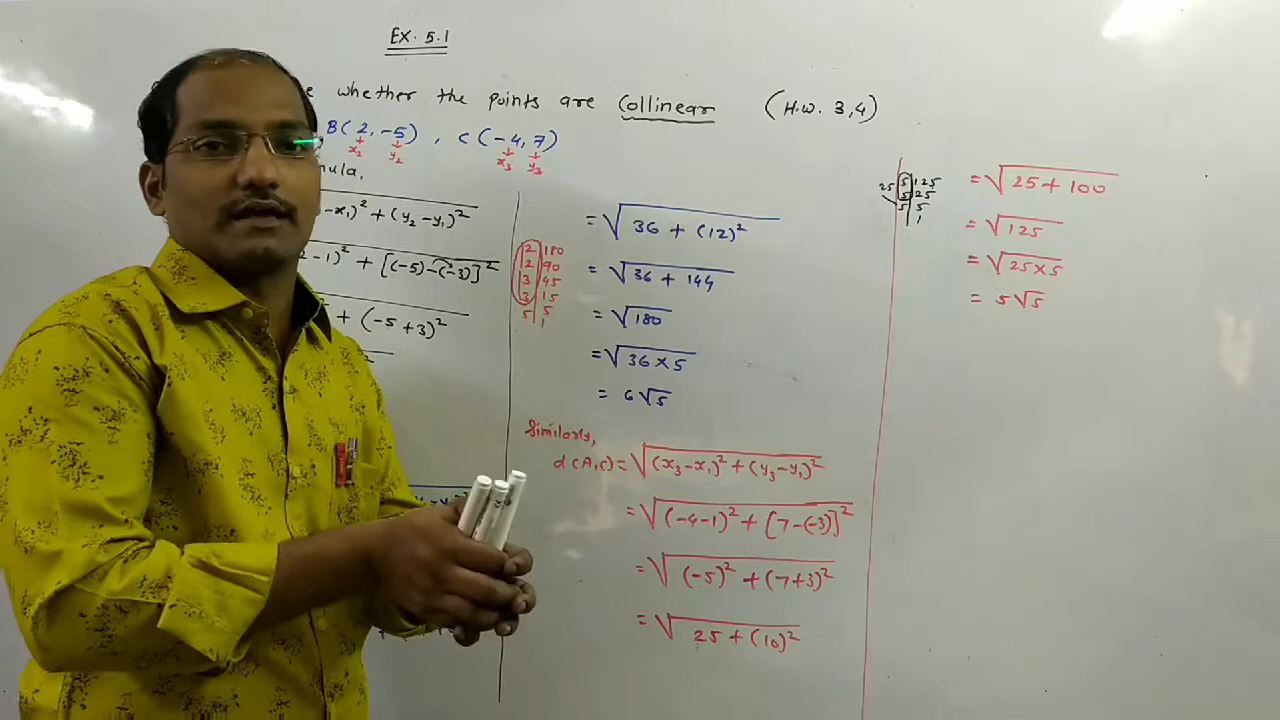 EX. 5.1
whether the points are Collinear (H.W. 3,4)
B(2, -5) , C(-4, 7)
x₂ y₂ x₃ y₃
mula,
-x₁)² + (y₂ -y₁)²
2 -1)² + [(-5) -(-3)]²
+ (-5 +3)²
= √36 + (12)²
= √36 + 144
= √180
= √36 × 5
= 6√5
2 180
2 90
3 45
3 15
5 5
1
Similarly,
d(A,C) = √(x₃-x₁)² + (y₃-y₁)²
= √(-4-1)² + [7-(-3)]²
= √(-5)² + (7+3)²
= √25 + (10)²
25
5 125
5 25
5 5
1
= √25 + 100
= √125
= √25×5
= 5√5